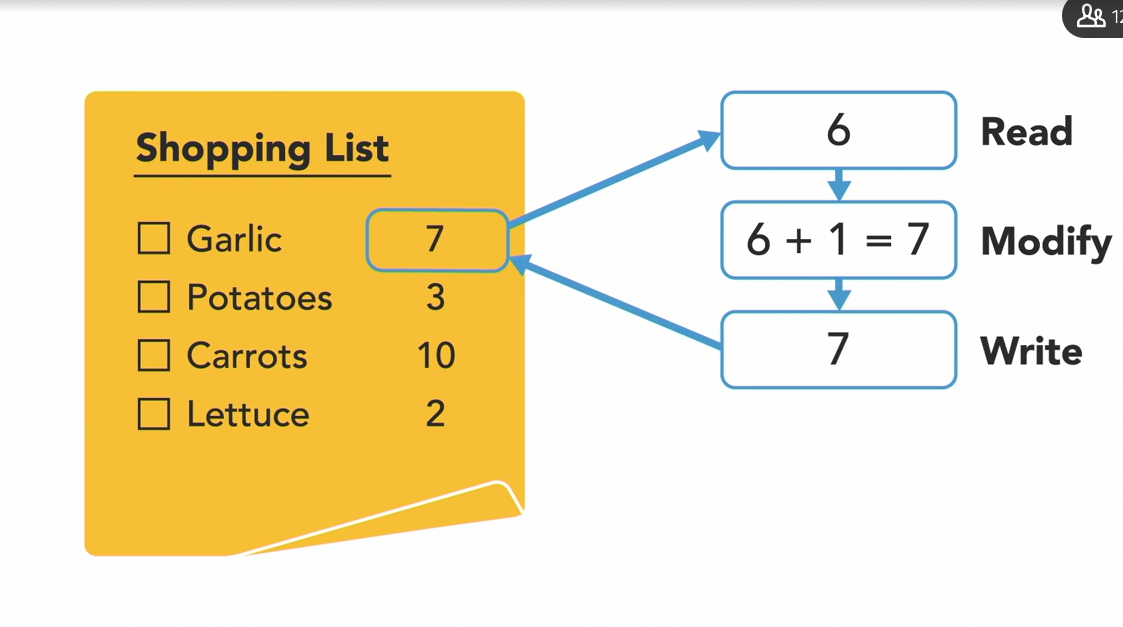 Shopping List
Garlic 7
Potatoes 3
Carrots 10
Lettuce 2
6 Read
6 + 1 = 7 Modify
7 Write